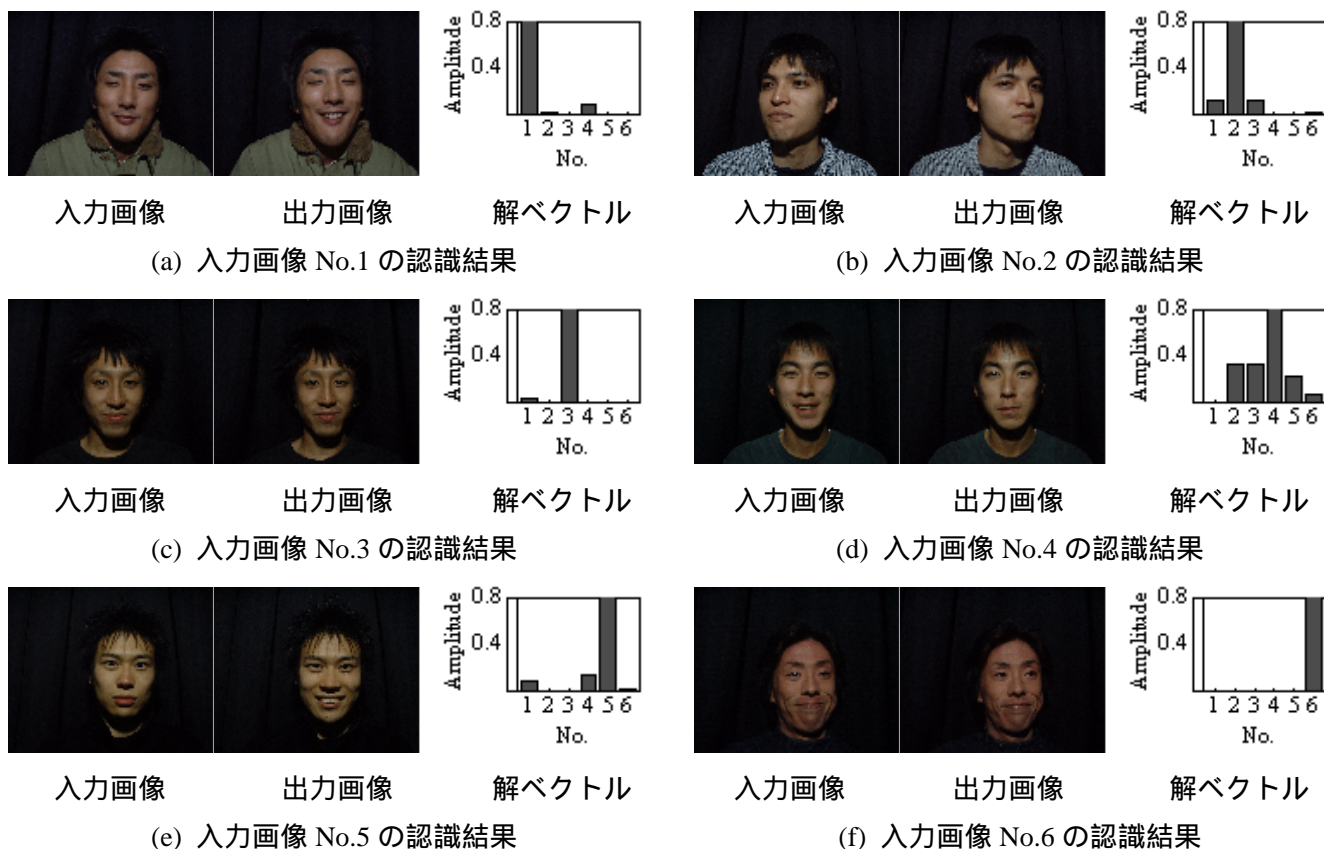 Amplitude
0.8
0.4
1 2 3 4 5 6
No.
入力画像 出力画像 解ベクトル
(a) 入力画像 No.1 の認識結果
Amplitude
0.8
0.4
1 2 3 4 5 6
No.
入力画像 出力画像 解ベクトル
(b) 入力画像 No.2 の認識結果
Amplitude
0.8
0.4
1 2 3 4 5 6
No.
入力画像 出力画像 解ベクトル
(c) 入力画像 No.3 の認識結果
Amplitude
0.8
0.4
1 2 3 4 5 6
No.
入力画像 出力画像 解ベクトル
(d) 入力画像 No.4 の認識結果
Amplitude
0.8
0.4
1 2 3 4 5 6
No.
入力画像 出力画像 解ベクトル
(e) 入力画像 No.5 の認識結果
Amplitude
0.8
0.4
1 2 3 4 5 6
No.
入力画像 出力画像 解ベクトル
(f) 入力画像 No.6 の認識結果